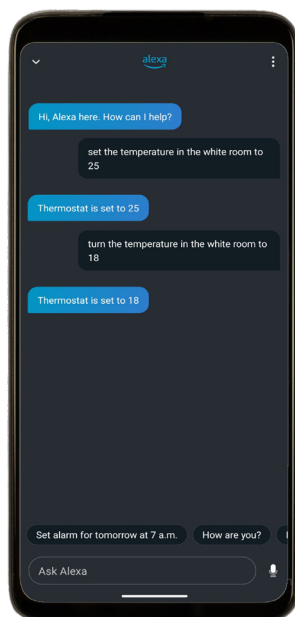 alexa
Hi, Alexa here. How can I help?
set the temperature in the white room to
25
Thermostat is set to 25
turn the temperature in the white room to
18
Thermostat is set to 18
Set alarm for tomorrow at 7 a.m.
How are you?
Ask Alexa